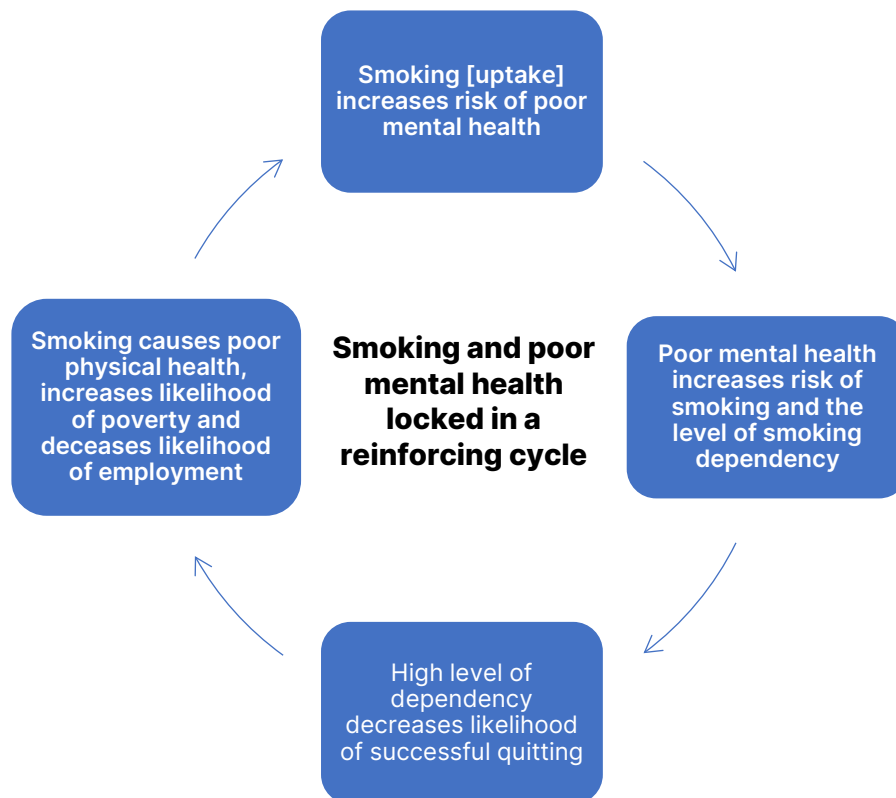 Smoking [uptake]
increases risk of poor
mental health
Smoking causes poor
physical health,
increases likelihood
of poverty and
deceases likelihood
of employment
Smoking and poor
mental health
locked in a
reinforcing cycle
Poor mental health
increases risk of
smoking and the
level of smoking
dependency
High level of
dependency
decreases likelihood
of successful quitting